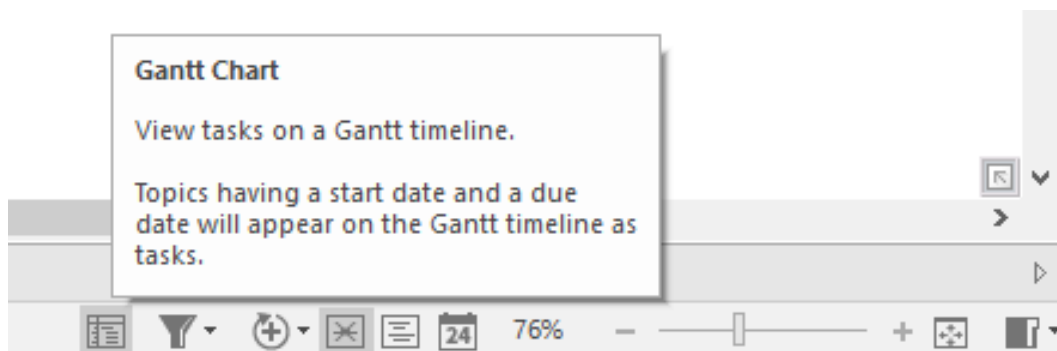 Gantt Chart
View tasks on a Gantt timeline.
Topics having a start date and a due
date will appear on the Gantt timeline as
tasks.
24 76%